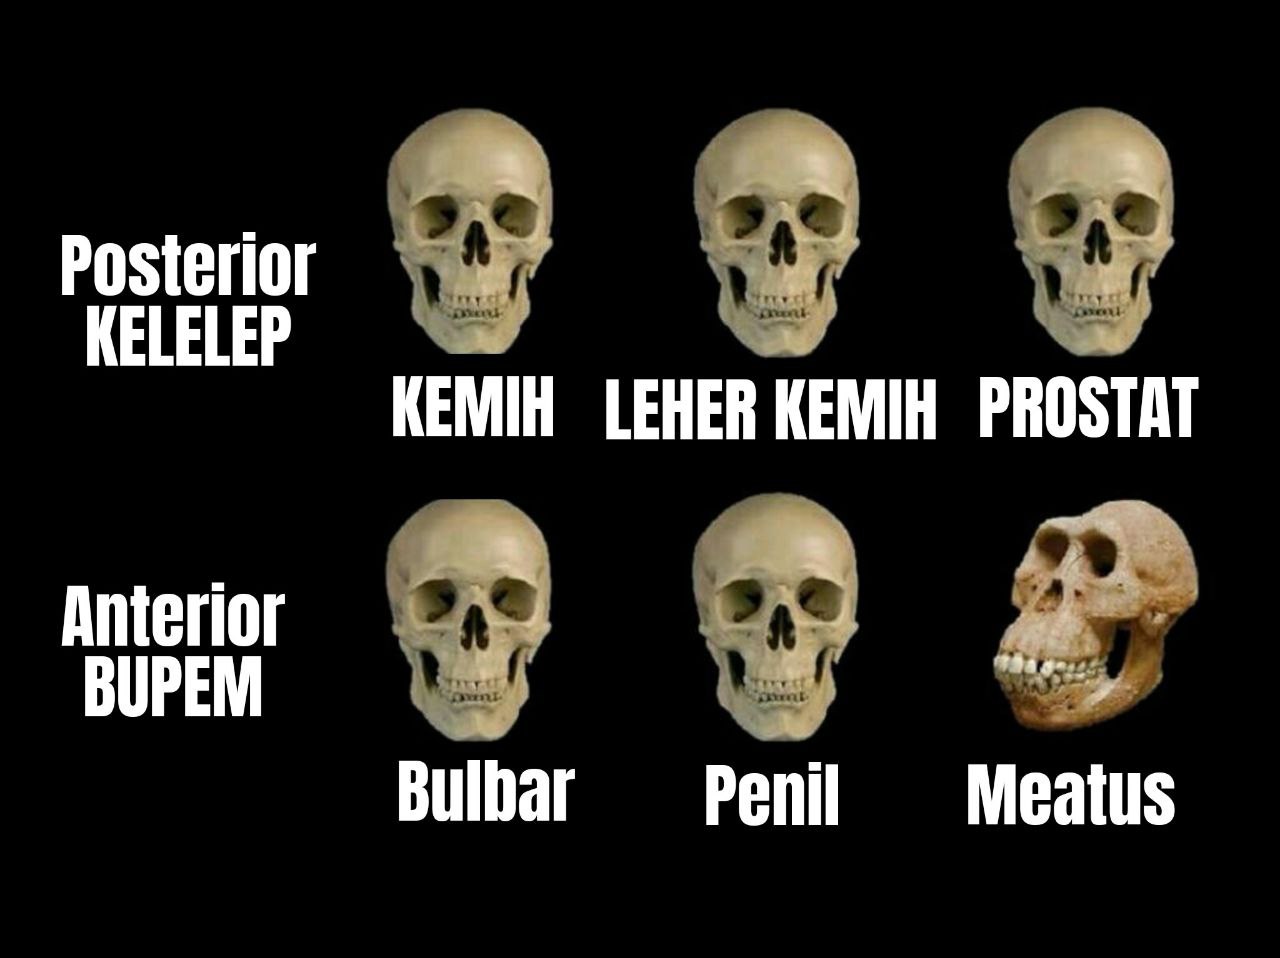 Posterior
KELELEP
KEMIH
LEHER KEMIH
PROSTAT
Anterior
BUPEM
Bulbar
Penil
Meatus